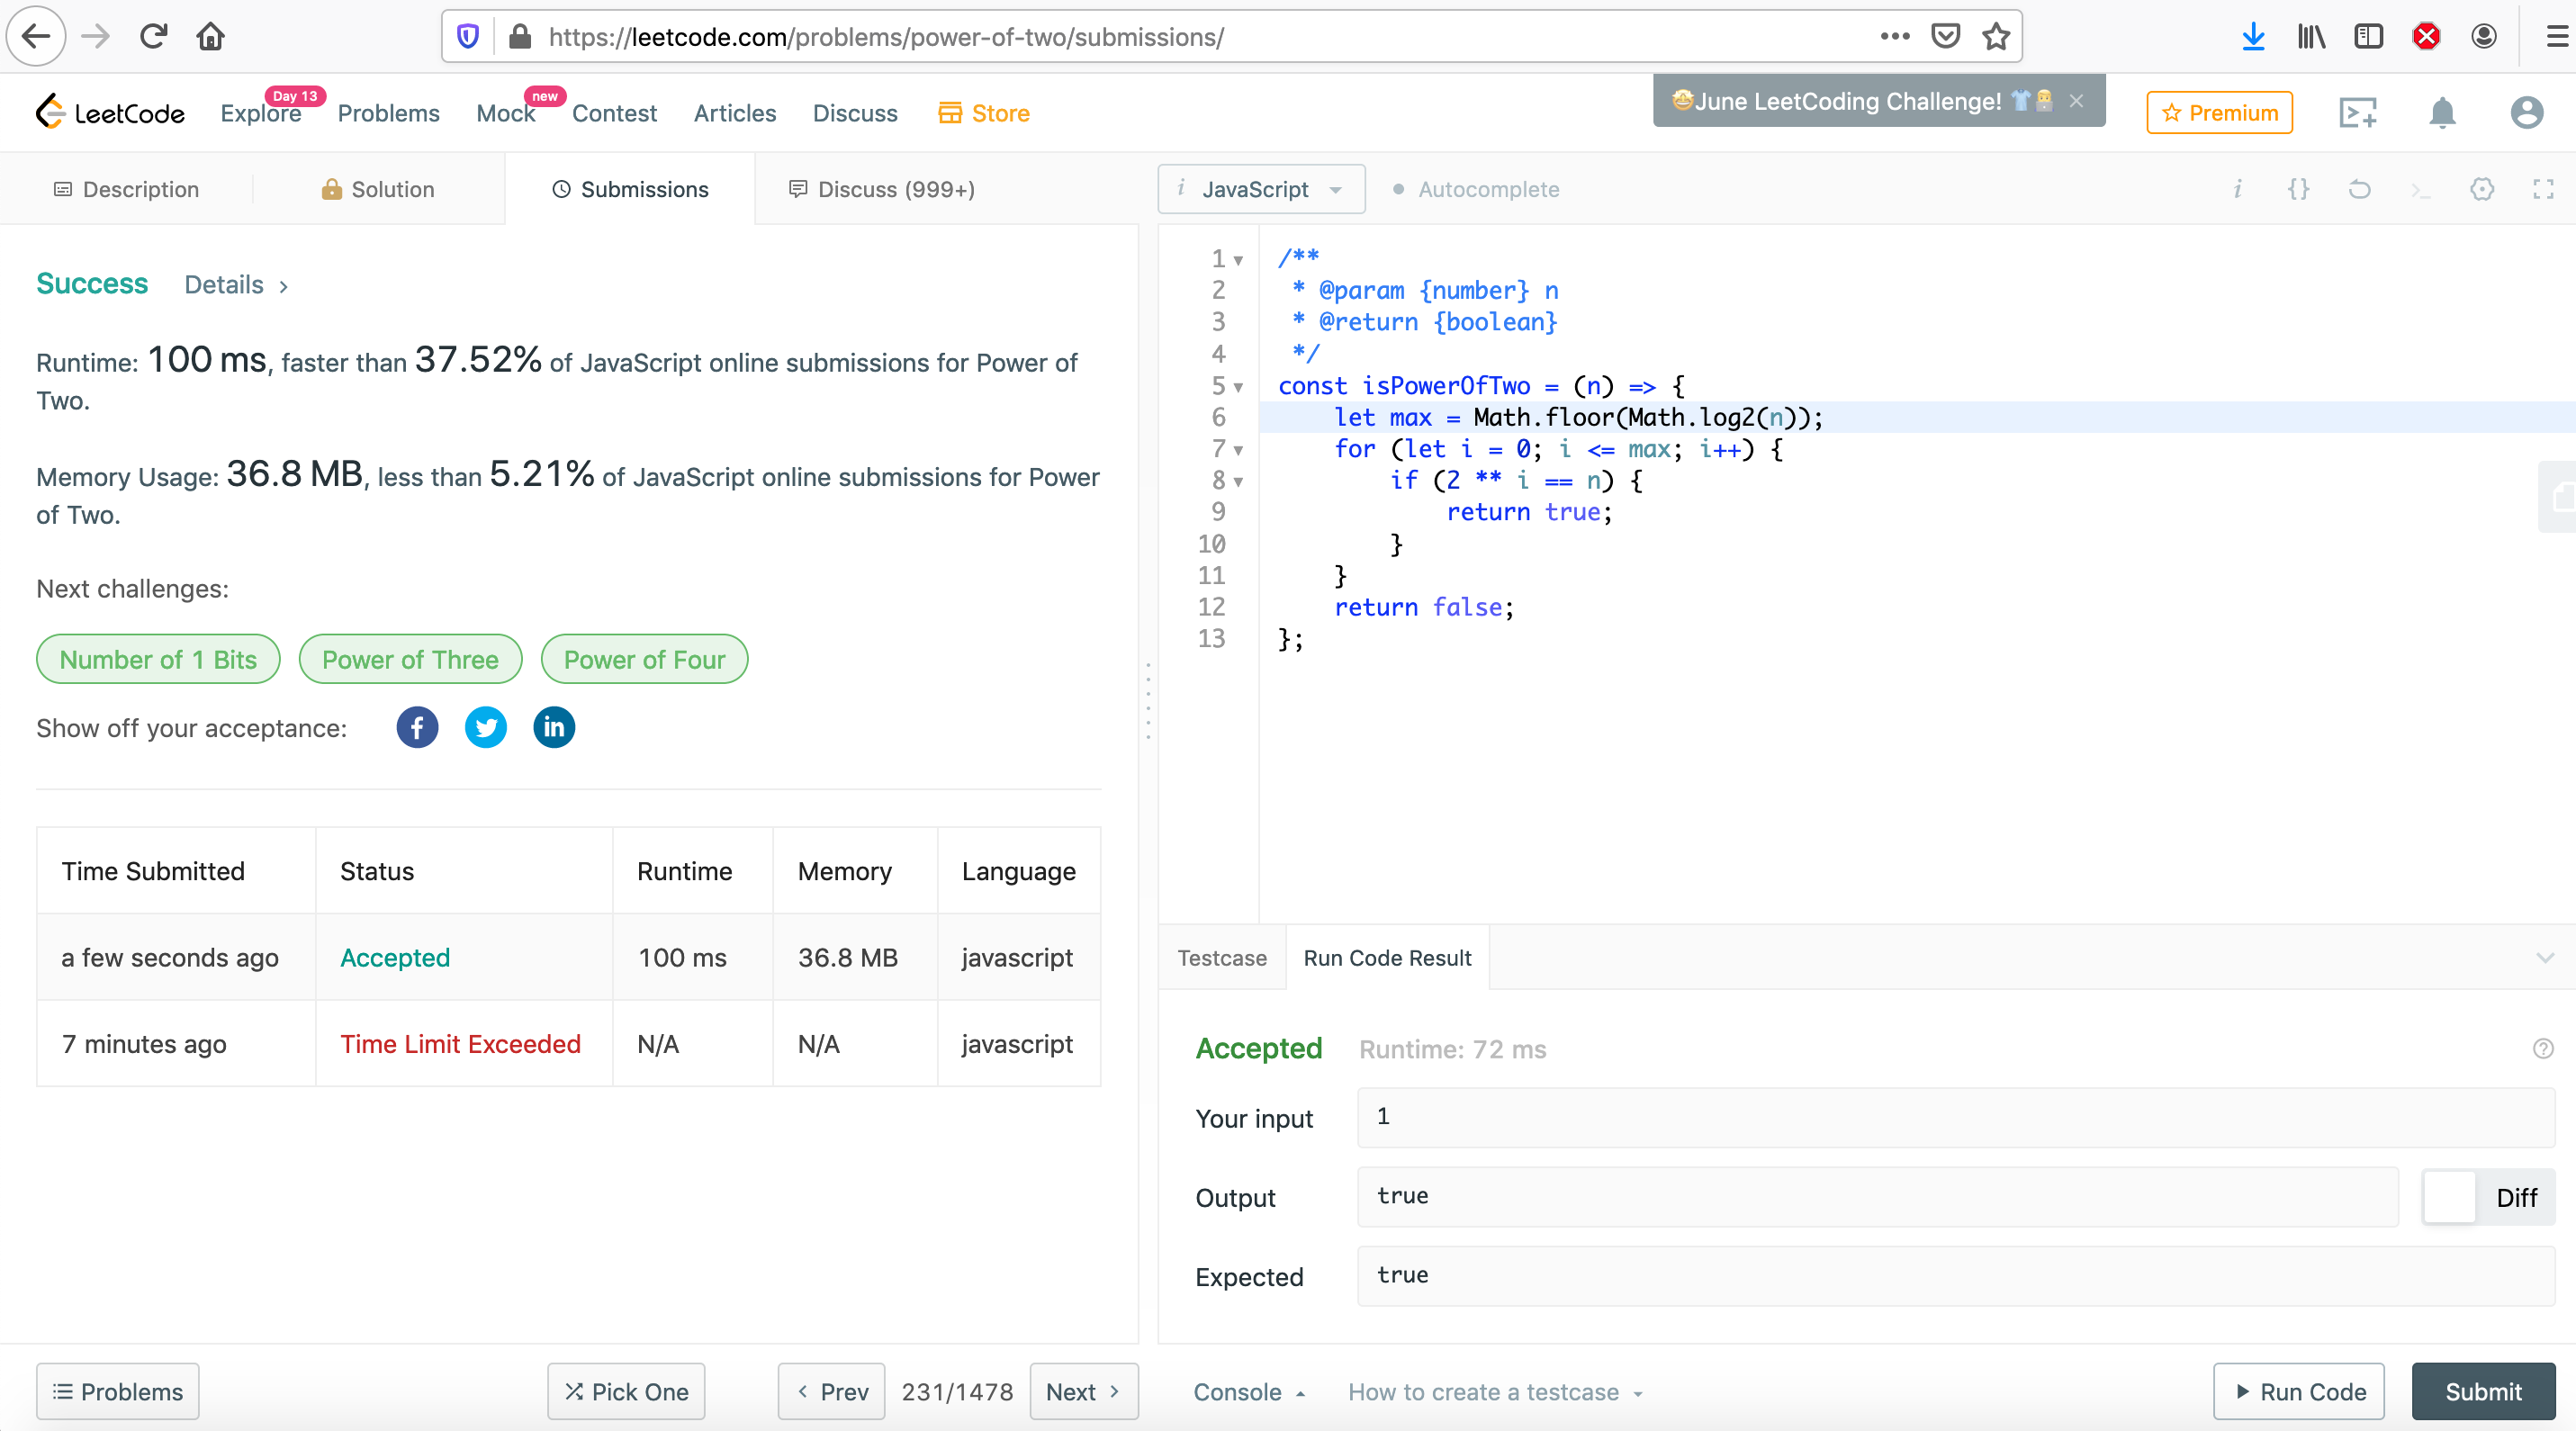 https://leetcode.com/problems/power-of-two/submissions/
LeetCode
Explore
Day 13
Problems
Mock
new
Contest
Articles
Discuss
Store
🤩June LeetCoding Challenge! 👕
Premium
Description
Solution
Submissions
Discuss (999+)
i JavaScript
Autocomplete
i {} >_
Success Details >
Runtime: 100 ms, faster than 37.52% of JavaScript online submissions for Power of
Two.
Memory Usage: 36.8 MB, less than 5.21% of JavaScript online submissions for Power
of Two.
Next challenges:
Number of 1 Bits
Power of Three
Power of Four
Show off your acceptance: f in
Time Submitted Status Runtime Memory Language
a few seconds ago Accepted 100 ms 36.8 MB javascript
7 minutes ago Time Limit Exceeded N/A N/A javascript
1 /**
2  * @param {number} n
3  * @return {boolean}
4  */
5 const isPowerOfTwo = (n) => {
6     let max = Math.floor(Math.log2(n));
7     for (let i = 0; i <= max; i++) {
8         if (2 ** i == n) {
9             return true;
10         }
11     }
12     return false;
13 };
Testcase
Run Code Result
Accepted Runtime: 72 ms
Your input 1
Output true Diff
Expected true
Problems
Pick One
< Prev
231/1478
Next >
Console
How to create a testcase
Run Code
Submit